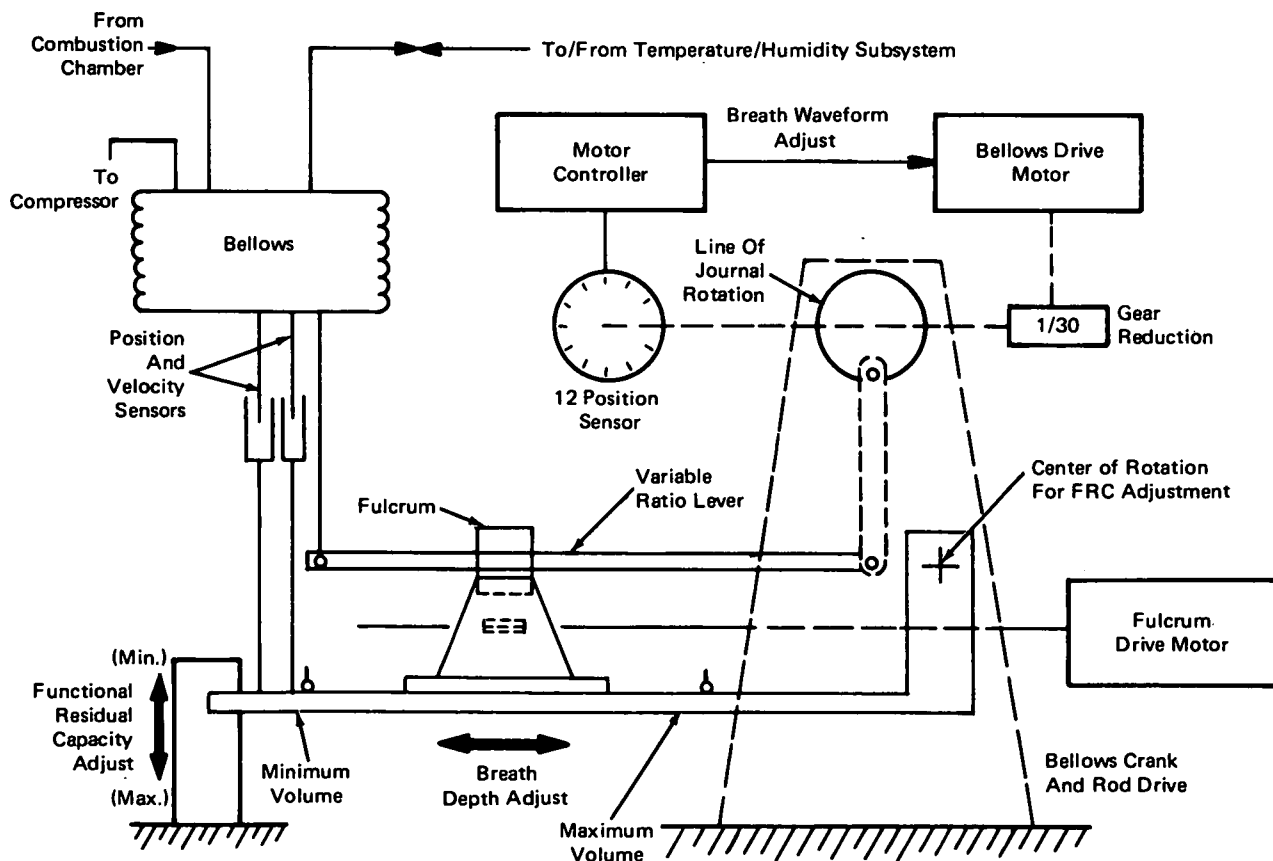 From
Combustion
Chamber
To/From Temperature/Humidity Subsystem
To
Compressor
Bellows
Motor
Controller
Breath Waveform
Adjust
Bellows Drive
Motor
Line Of
Journal
Rotation
1/30
Gear
Reduction
12 Position
Sensor
Position
And
Velocity
Sensors
Fulcrum
Variable
Ratio Lever
Center of Rotation
For FRC Adjustment
Fulcrum
Drive Motor
(Min.)
Functional
Residual
Capacity
Adjust
(Max.)
Minimum
Volume
Breath
Depth Adjust
Maximum
Volume
Bellows Crank
And Rod Drive